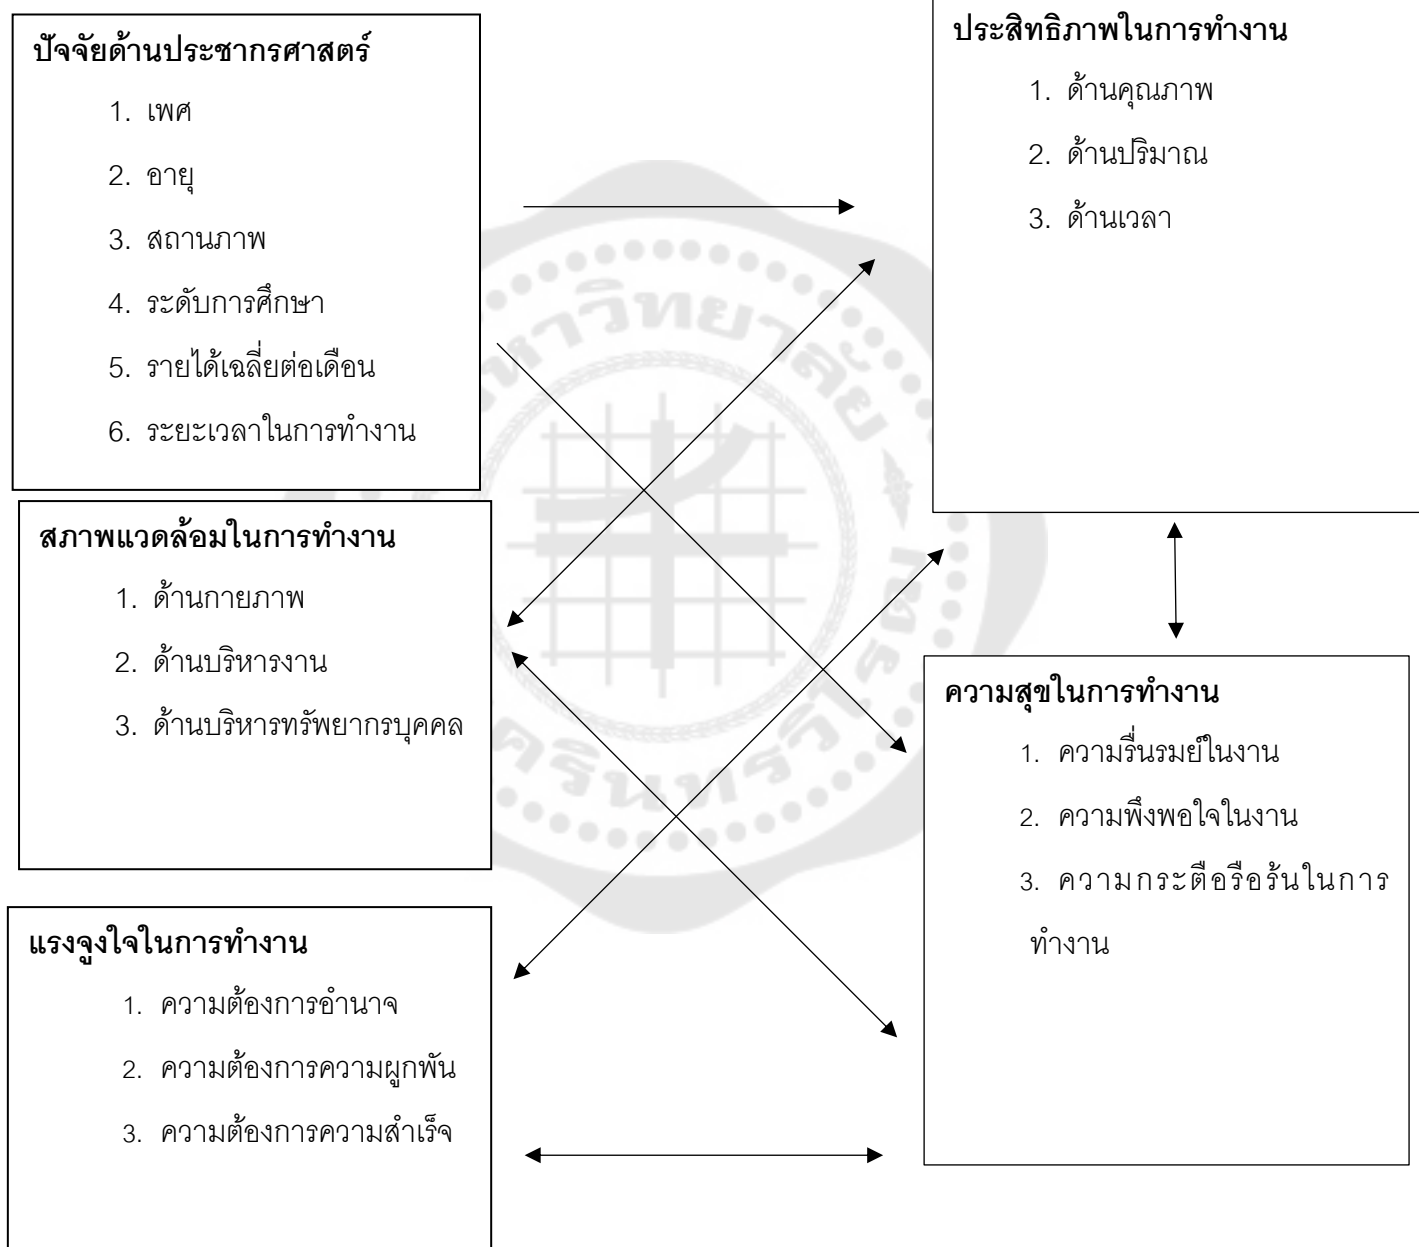 ปัจจัยด้านประชากรศาสตร์
1. เพศ
2. อายุ
3. สถานภาพ
4. ระดับการศึกษา
5. รายได้เฉลี่ยต่อเดือน
6. ระยะเวลาในการทำงาน
สภาพแวดล้อมในการทำงาน
1. ด้านกายภาพ
2. ด้านบริหารงาน
3. ด้านบริหารทรัพยากรบุคคล
แรงจูงใจในการทำงาน
1. ความต้องการอำนาจ
2. ความต้องการความผูกพัน
3. ความต้องการความสำเร็จ
ประสิทธิภาพในการทำงาน
1. ด้านคุณภาพ
2. ด้านปริมาณ
3. ด้านเวลา
ความสุขในการทำงาน
1. ความรื่นรมย์ในงาน
2. ความพึงพอใจในงาน
3. ความกระตือรือร้นในการ
ทำงาน